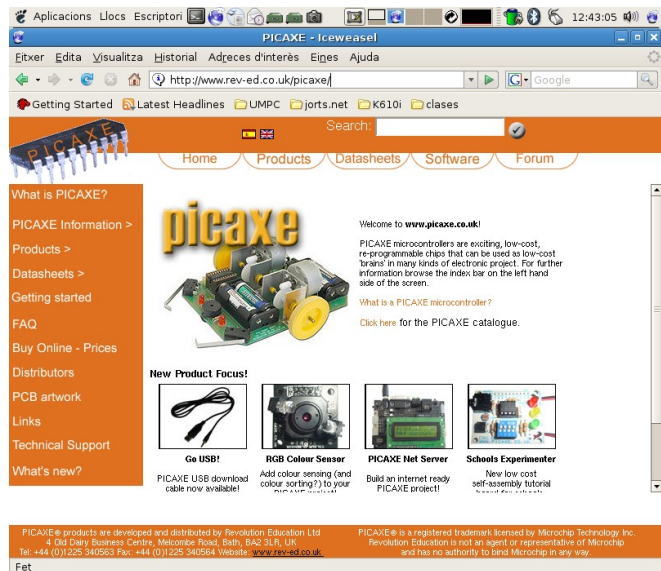 Aplicacions Llocs Escriptori 12:43:05
PICAXE - Iceweasel
Fitxer Edita Visualitza Historial Adreces d'interès Eines Ajuda
http://www.rev-ed.co.uk/picaxe/ G Google
Getting Started Latest Headlines UMPC jorts.net K610i clases
PICAXE
Search:
Home Products Datasheets Software Forum
What is PICAXE?
PICAXE Information >
Products >
Datasheets >
Getting started
FAQ
Buy Online - Prices
Distributors
PCB artwork
Links
Technical Support
What's new?
picaxe
Welcome to www.picaxe.co.uk!
PICAXE microcontrollers are exciting, low-cost,
re-programmable chips that can be used as low-cost
'brains' in many kinds of electronic project. For further
information browse the index bar on the left hand
side of the screen.
What is a PICAXE microcontroller?
Click here for the PICAXE catalogue.
New Product Focus!
Go USB!
PICAXE USB download
cable now available!
RGB Colour Sensor
Add colour sensing (and
colour sorting?) to your
PICAXE project!
PICAXE Net Server
Build an internet ready
PICAXE project!
Schools Experimenter
New low cost
self-assembly tutorial
board for schools
PICAXE® products are developed and distributed by Revolution Education Ltd
4 Old Dairy Business Centre, Melcombe Road, Bath, BA2 3LR, UK
Tel: +44 (0)1225 340563 Fax: +44 (0)1225 340564 Website: www.rev-ed.co.uk
PICAXE® is a registered trademark licensed by Microchip Technology Inc.
Revolution Education is not an agent or representative of Microchip
and has no authority to bind Microchip in any way.
Fet